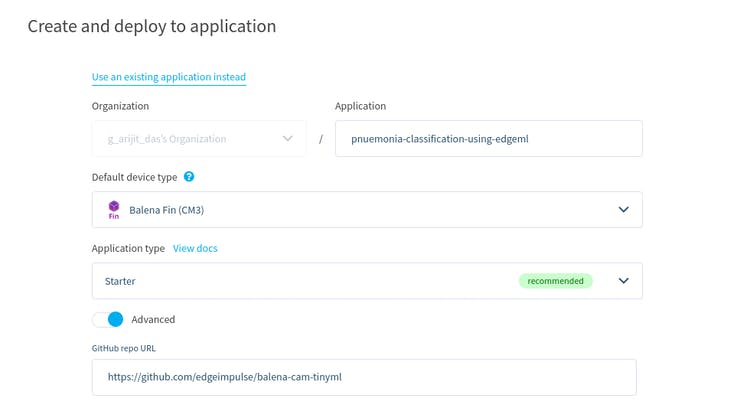 Create and deploy to application
Use an existing application instead
Organization
Application
g_arijit_das's Organization
/
pnuemonia-classification-using-edgeml
Default device type ?
Fin
Balena Fin (CM3)
Application type View docs
Starter
recommended
Advanced
GitHub repo URL
https://github.com/edgeimpulse/balena-cam-tinyml